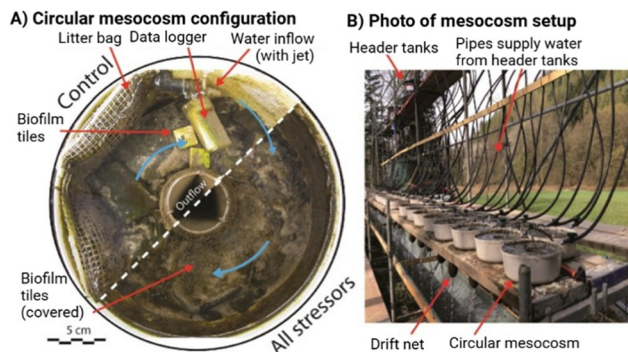 A) Circular mesocosm configuration
Litter bag
Data logger
Water inflow
(with jet)
Control
Biofilm
tiles
Outflow
Biofilm
tiles
(covered)
5 cm
All stressors
B) Photo of mesocosm setup
Header tanks
Pipes supply water
from header tanks
Drift net
Circular mesocosm